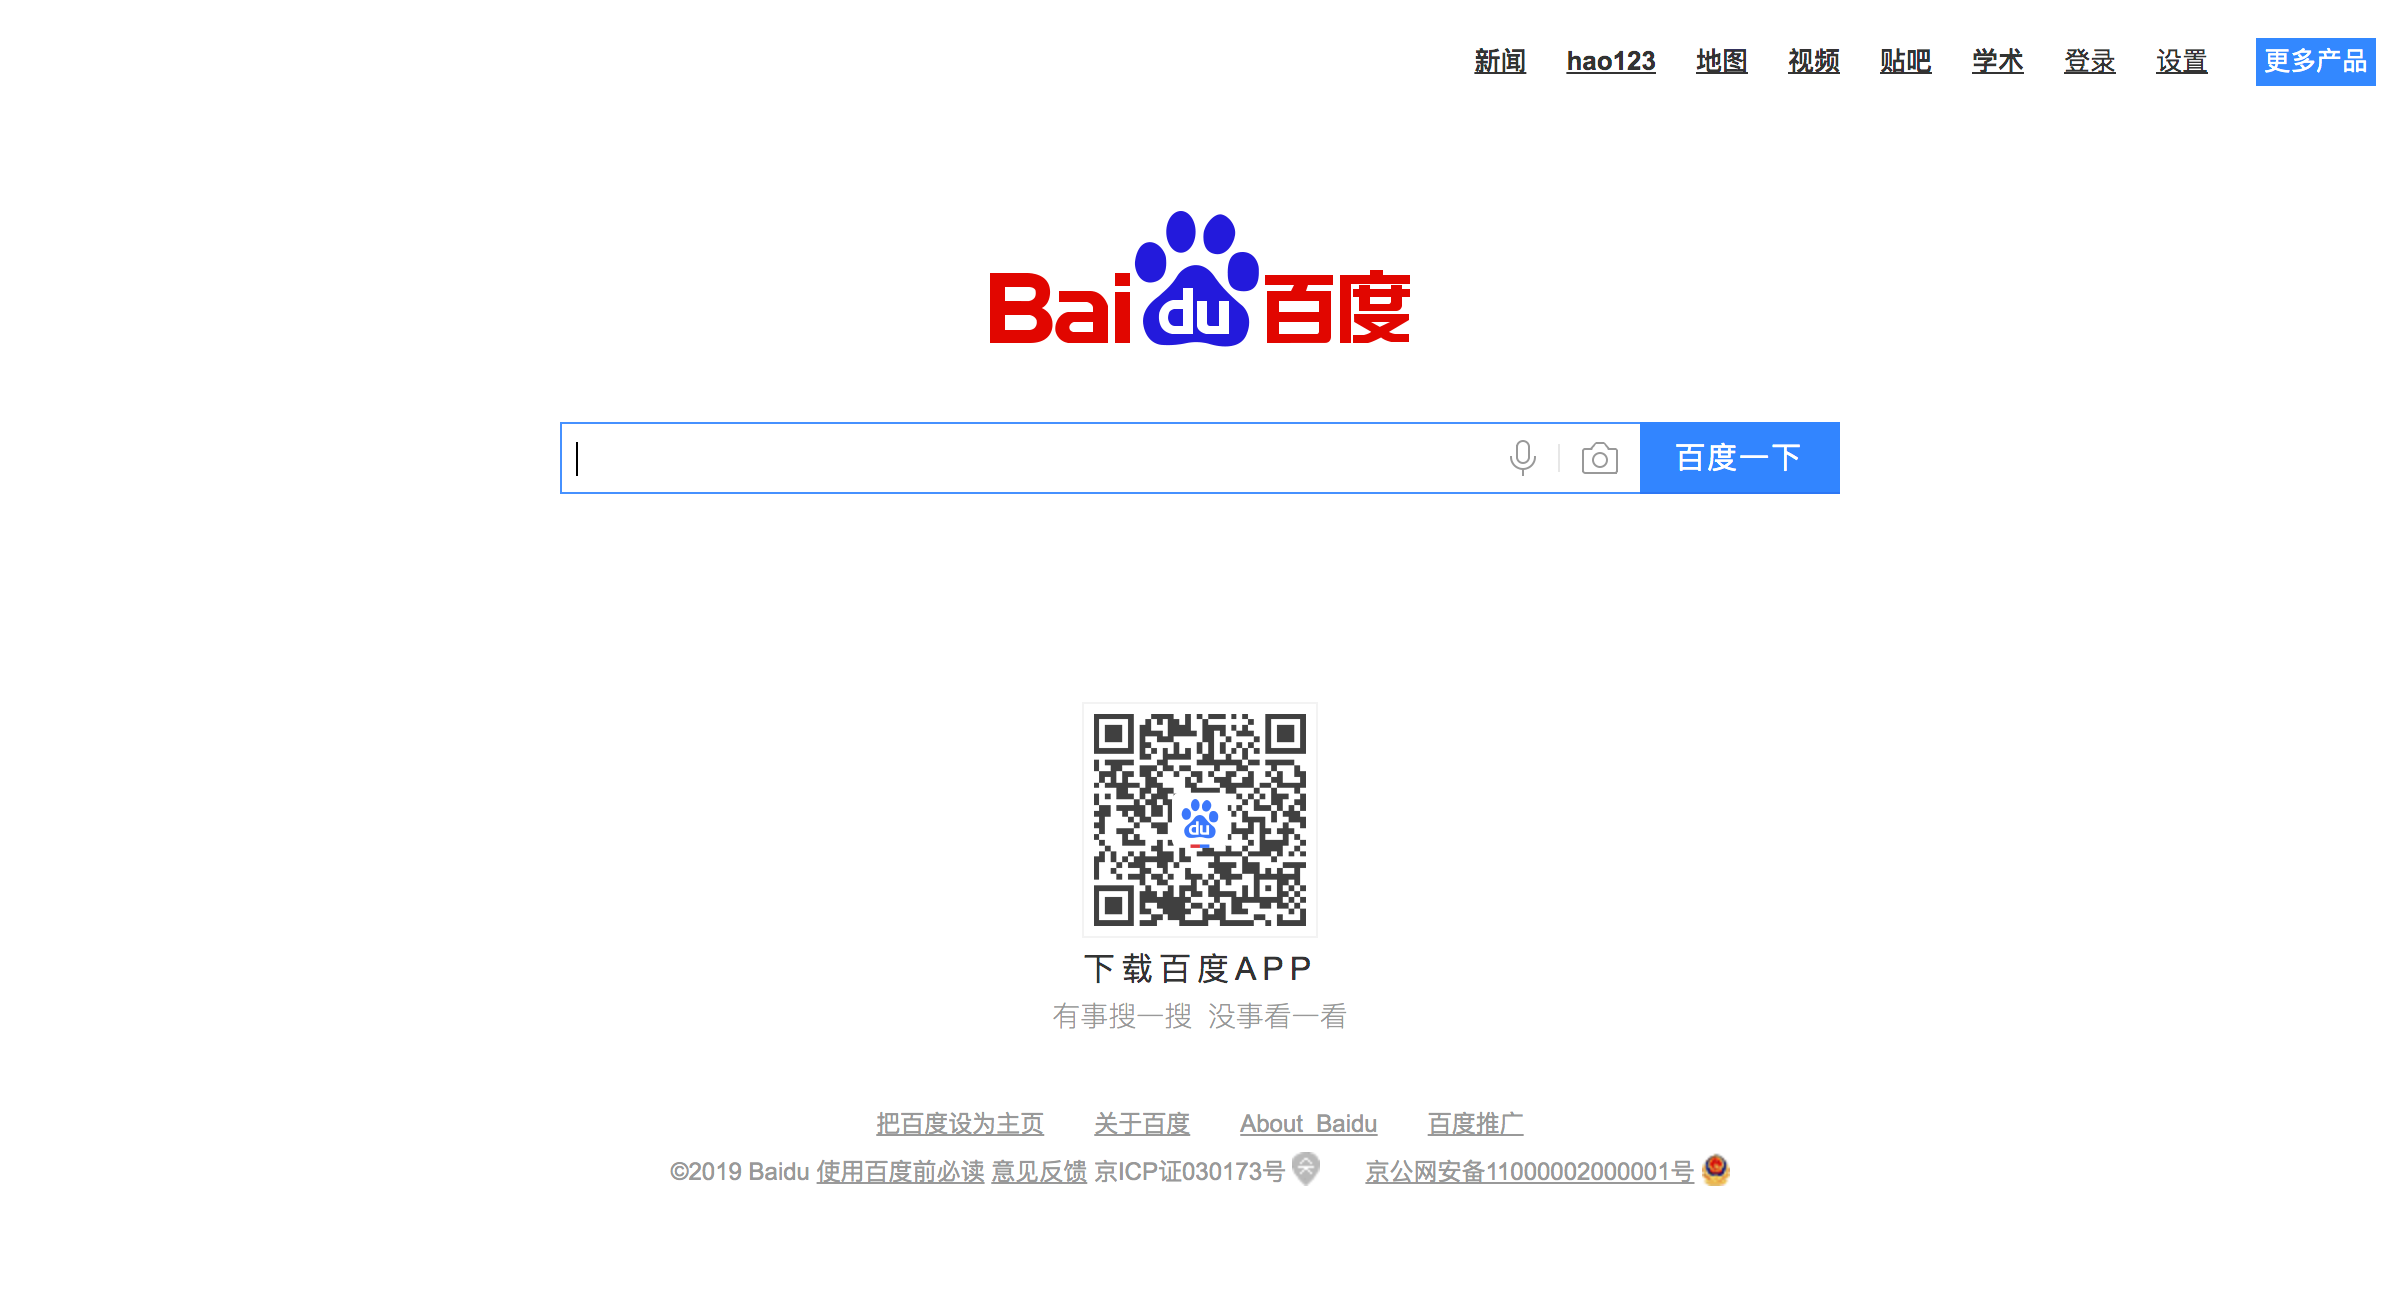 新闻 hao123 地图 视频 贴吧 学术 登录 设置 更多产品
Bai du 百度
百度一下
du
下载百度APP
有事搜一搜 没事看一看
把百度设为主页 关于百度 About Baidu 百度推广
©2019 Baidu 使用百度前必读 意见反馈 京ICP证030173号 京公网安备11000002000001号